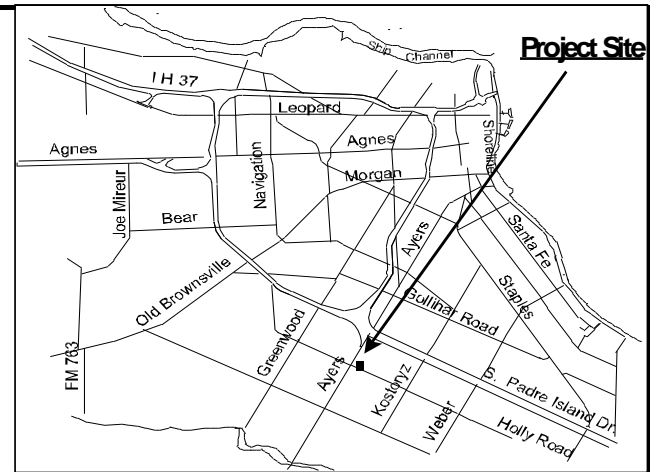 Project Site
Ship Channel
I H 37
Leopard
Shoreline
Agnes
Agnes
Navigation
Morgan
Joe Mireur
Bear
Ayers
Santa Fe
Old Brownsville
Staples
Gollihar Road
Greenwood
FM 763
Ayers
Kostoryz
S. Padre Island Dr.
Weber
Holly Road